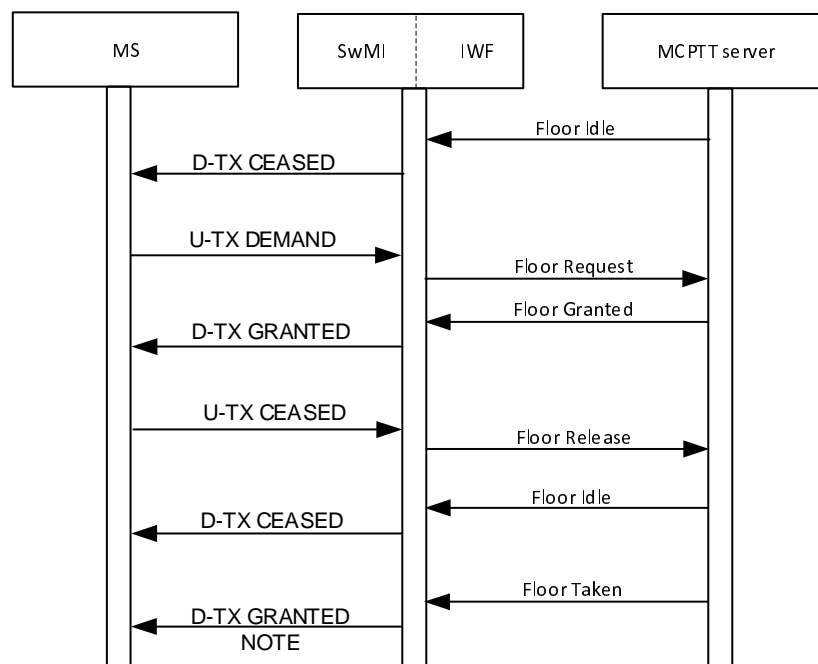 MS
SwMI
IWF
MCPTT server
Floor Idle
D-TX CEASED
U-TX DEMAND
Floor Request
Floor Granted
D-TX GRANTED
U-TX CEASED
Floor Release
Floor Idle
D-TX CEASED
Floor Taken
D-TX GRANTED
NOTE